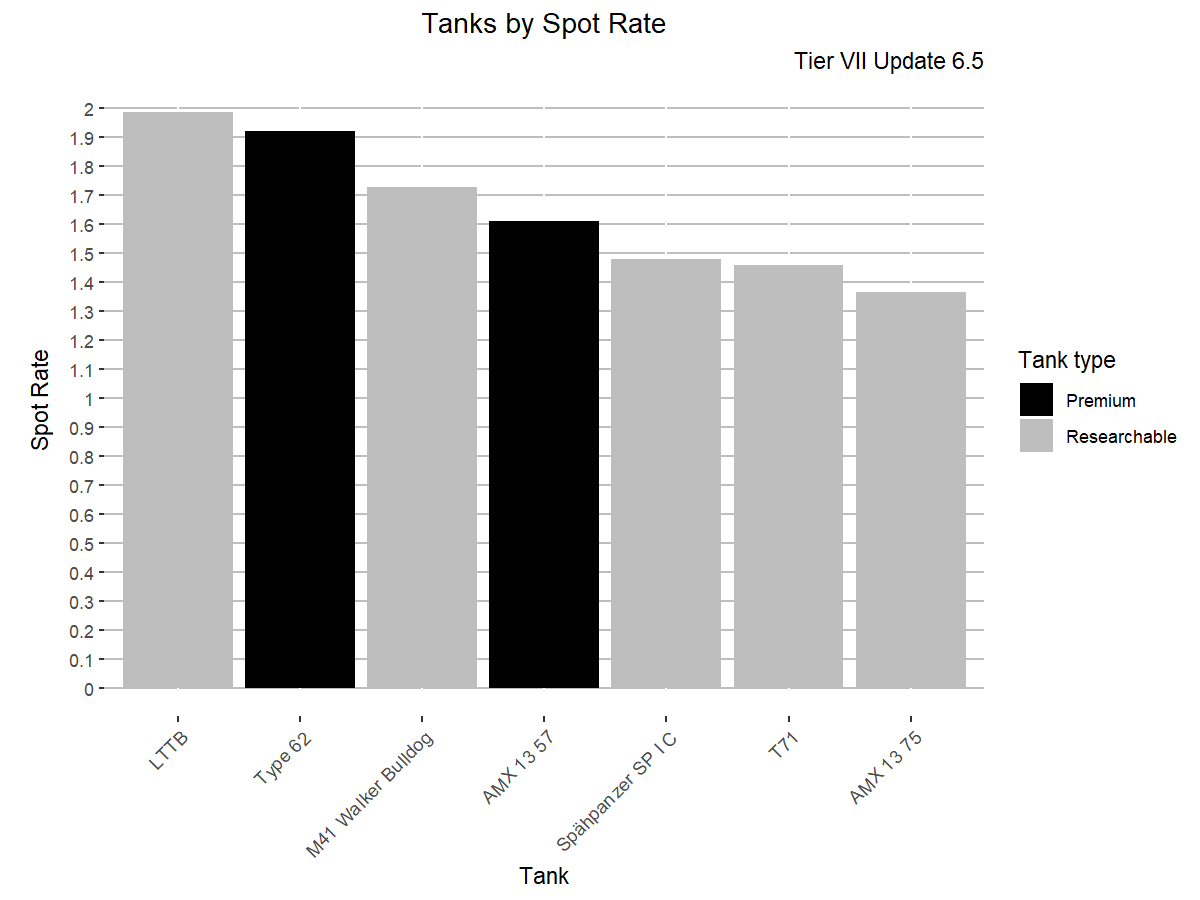 Tanks by Spot Rate
Tier VII Update 6.5
Spot Rate
2
1.9
1.8
1.7
1.6
1.5
1.4
1.3
1.2
1.1
1
0.9
0.8
0.7
0.6
0.5
0.4
0.3
0.2
0.1
0
LTTB
Type 62
M41 Walker Bulldog
AMX 13 57
Spähpanzer SP I C
T71
AMX 13 75
Tank
Tank type
Premium
Researchable